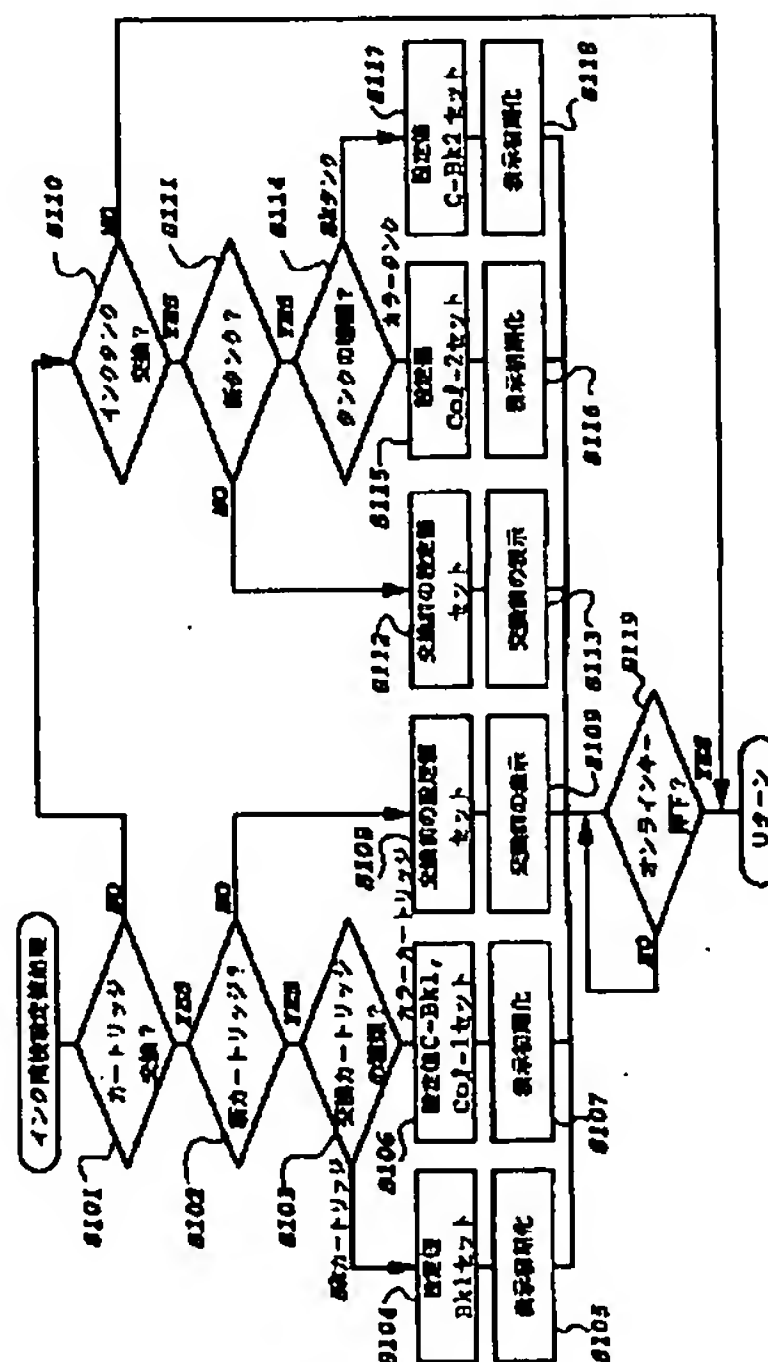 インク残検設定値処理
S101
カートリッジ
交換?
NO
YES
S102
新カートリッジ?
NO
YES
S103
交換カートリッジ
の種類?
Bkカートリッジ
カラーカートリッジ
S104
設定値
Bk1セット
S105
表示初期化
S106
設定値C-Bk1,
Col-1セット
S107
表示初期化
S108
交換前の設定値
セット
S109
交換前の表示
S110
インクタンク
交換?
NO
YES
S111
新タンク?
NO
YES
S112
交換前の設定値
セット
S113
交換前の表示
S114
タンクの種類?
Bkタンク
カラータンク
S115
設定値
Col-2セット
S116
表示初期化
S117
設定値
C-Bk2セット
S118
表示初期化
S119
オンラインキー
押下?
NO
YES
リターン